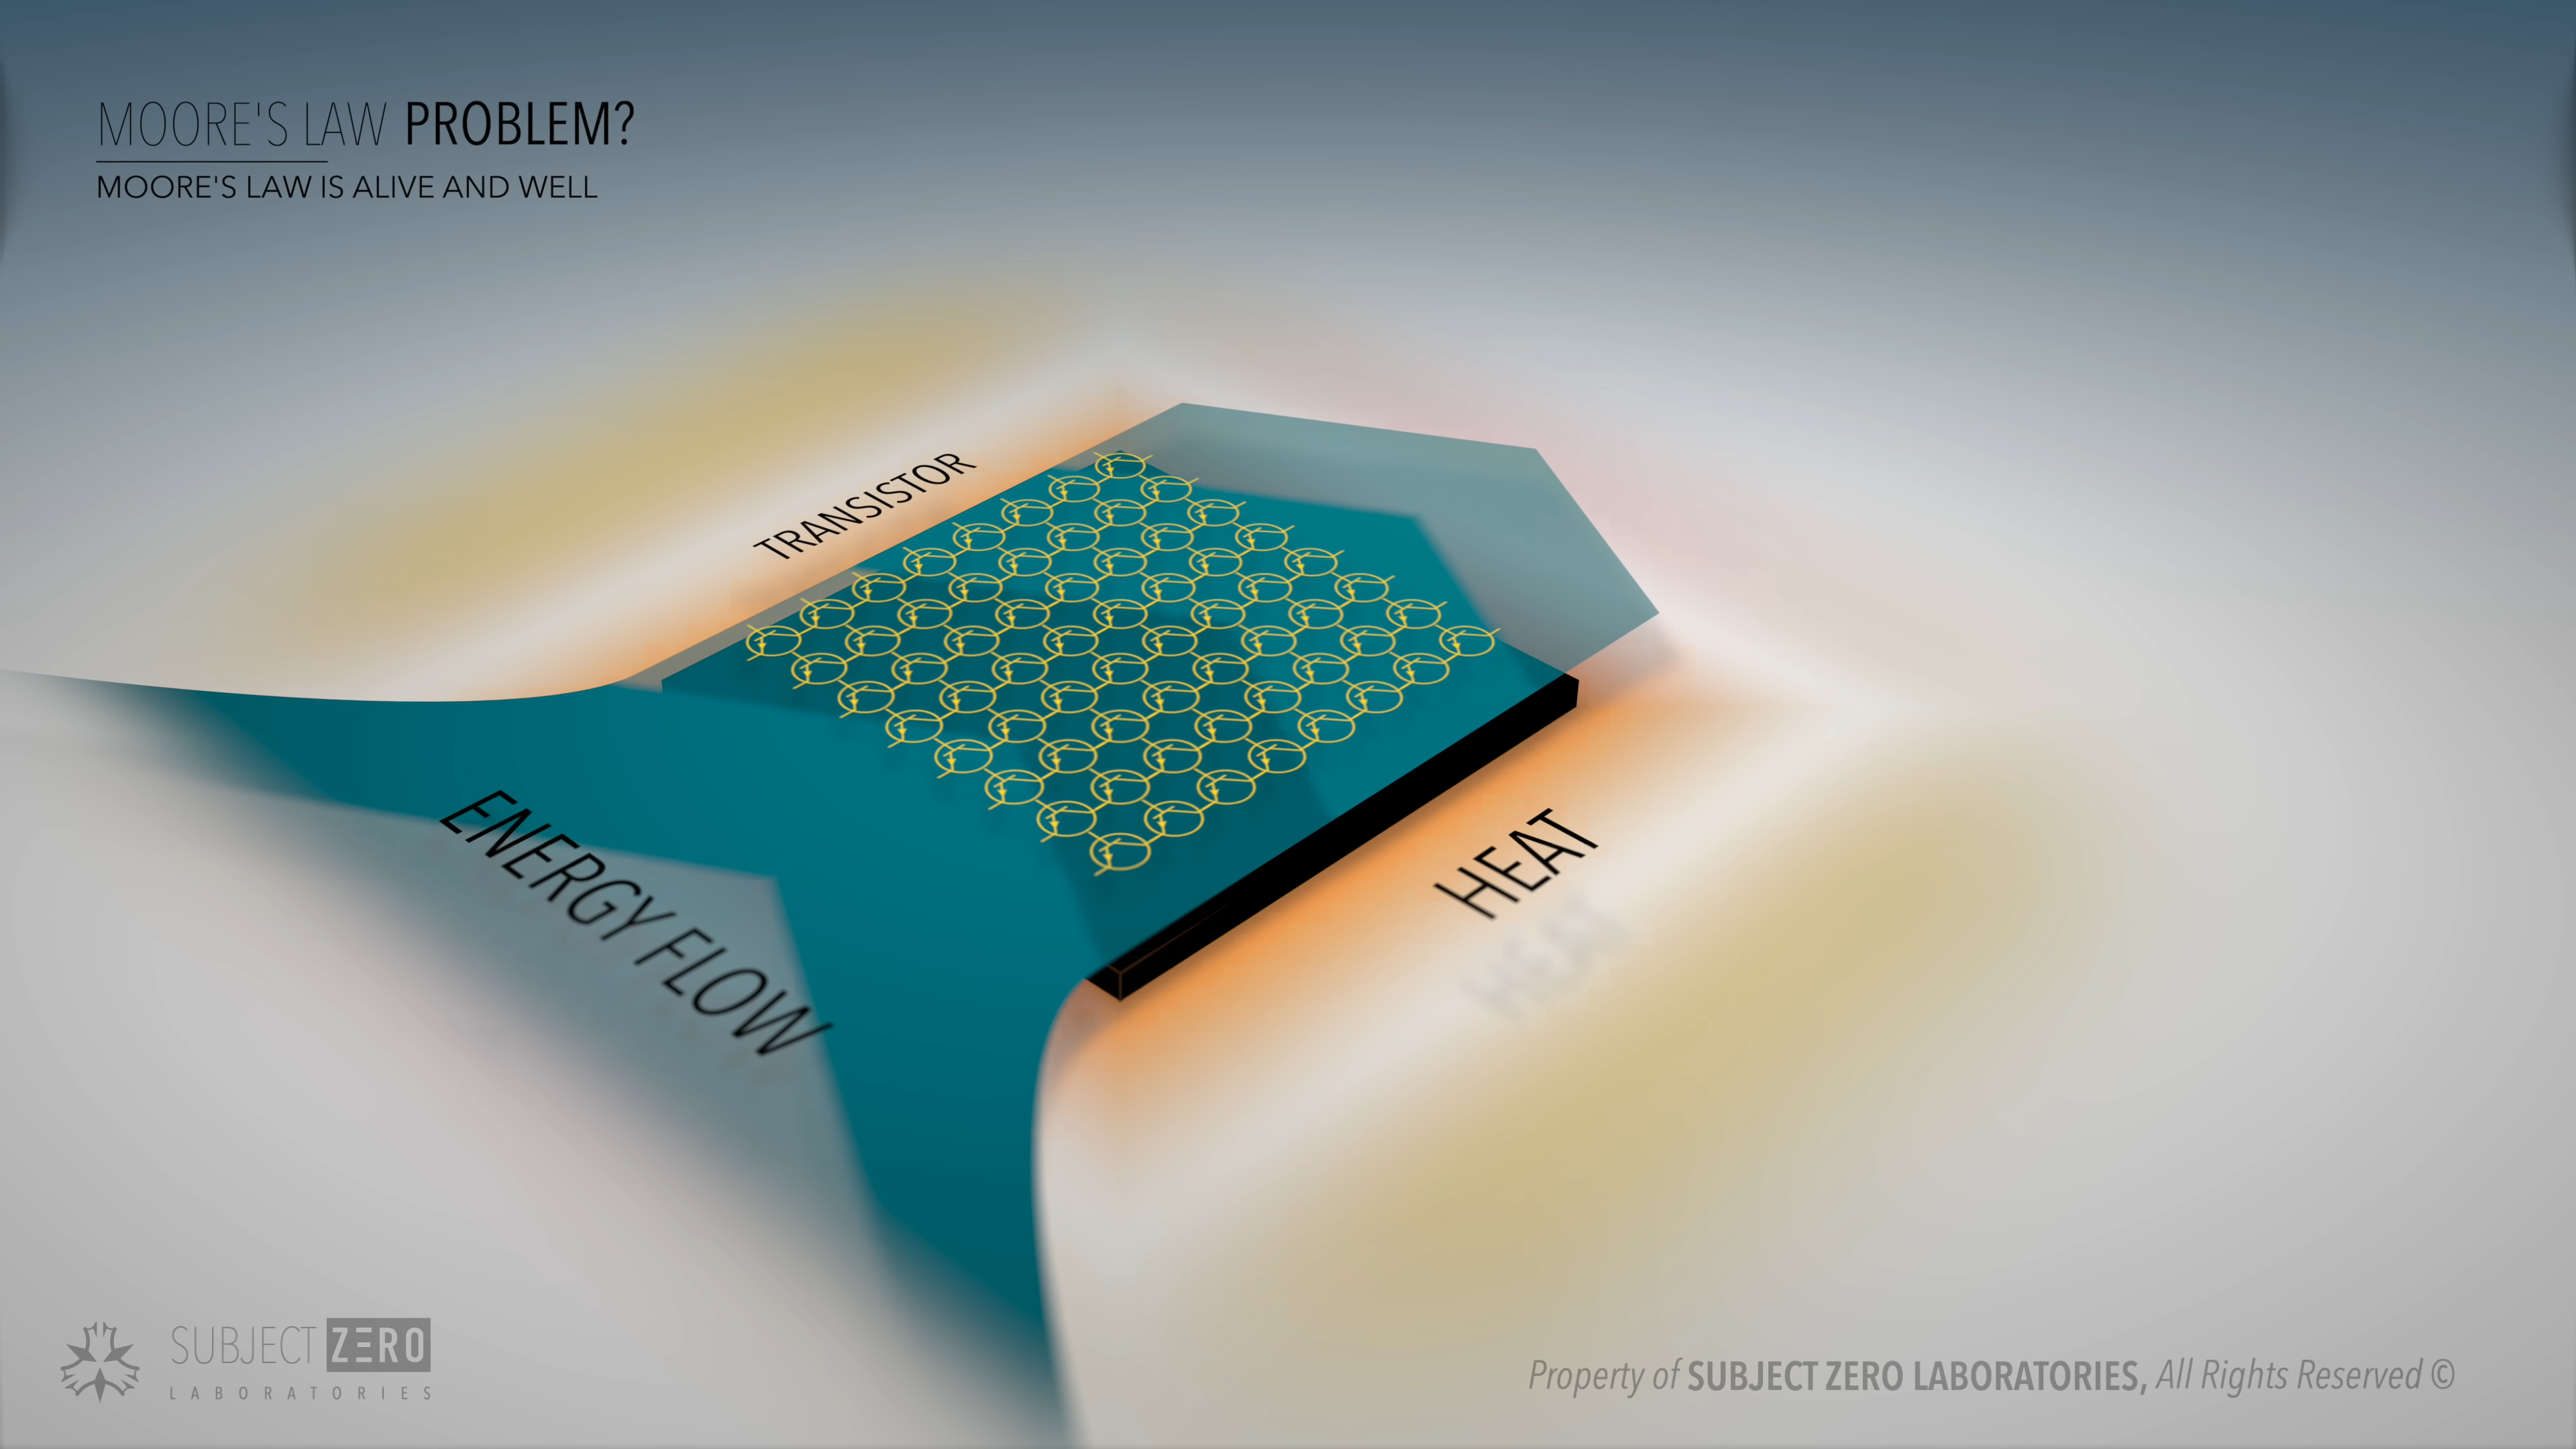 MOORE'S LAW PROBLEM?
MOORE'S LAW IS ALIVE AND WELL
TRANSISTOR
ENERGY FLOW
HEAT
HEAT
SUBJECT ZERO
LABORATORIES
Property of SUBJECT ZERO LABORATORIES, All Rights Reserved ©